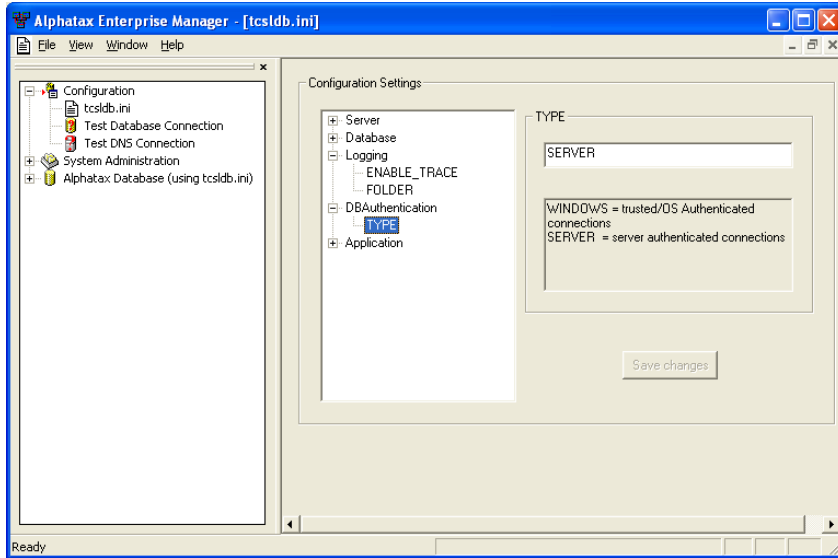 Alphatax Enterprise Manager - [tcsldb.ini]
File View Window Help
Configuration
tcsldb.ini
Test Database Connection
Test DNS Connection
System Administration
Alphatax Database (using tcsldb.ini)
Configuration Settings
Server
Database
Logging
ENABLE_TRACE
FOLDER
DBAuthentication
TYPE
Application
TYPE
SERVER
WINDOWS = trusted/OS Authenticated
connections
SERVER = server authenticated connections
Save changes
Ready